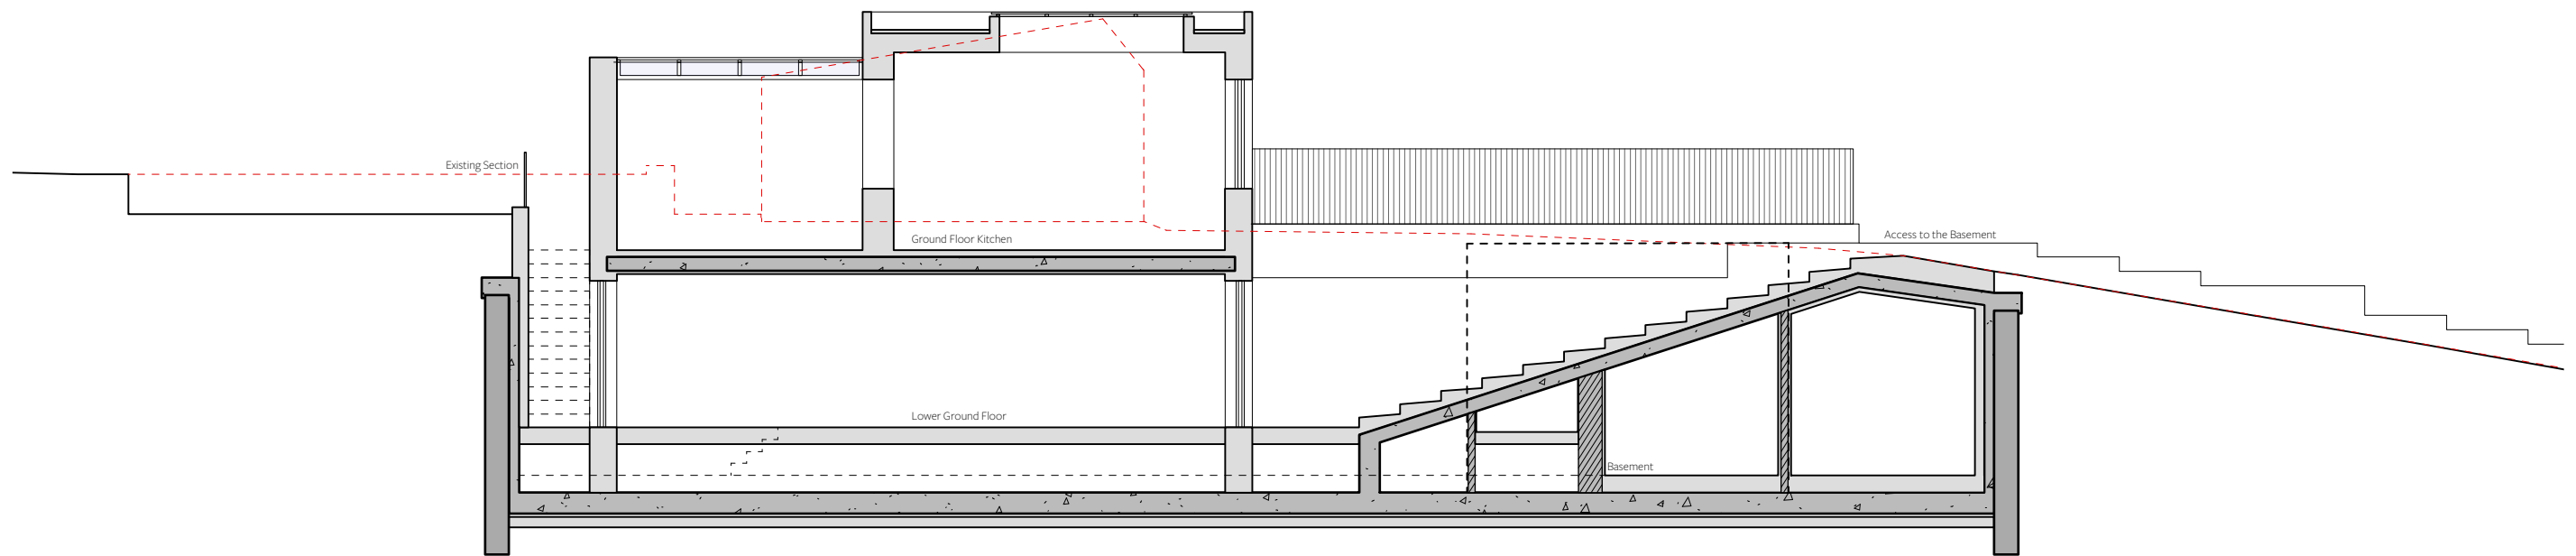 Existing Section
Ground Floor Kitchen
Access to the Basement
Lower Ground Floor
Basement